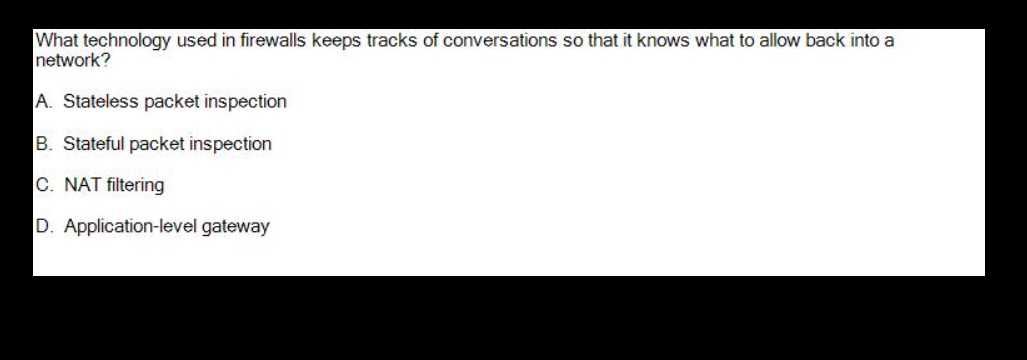 What technology used in firewalls keeps tracks of conversations so that it knows what to allow back into a
network?
A. Stateless packet inspection
B. Stateful packet inspection
C. NAT filtering
D. Application-level gateway